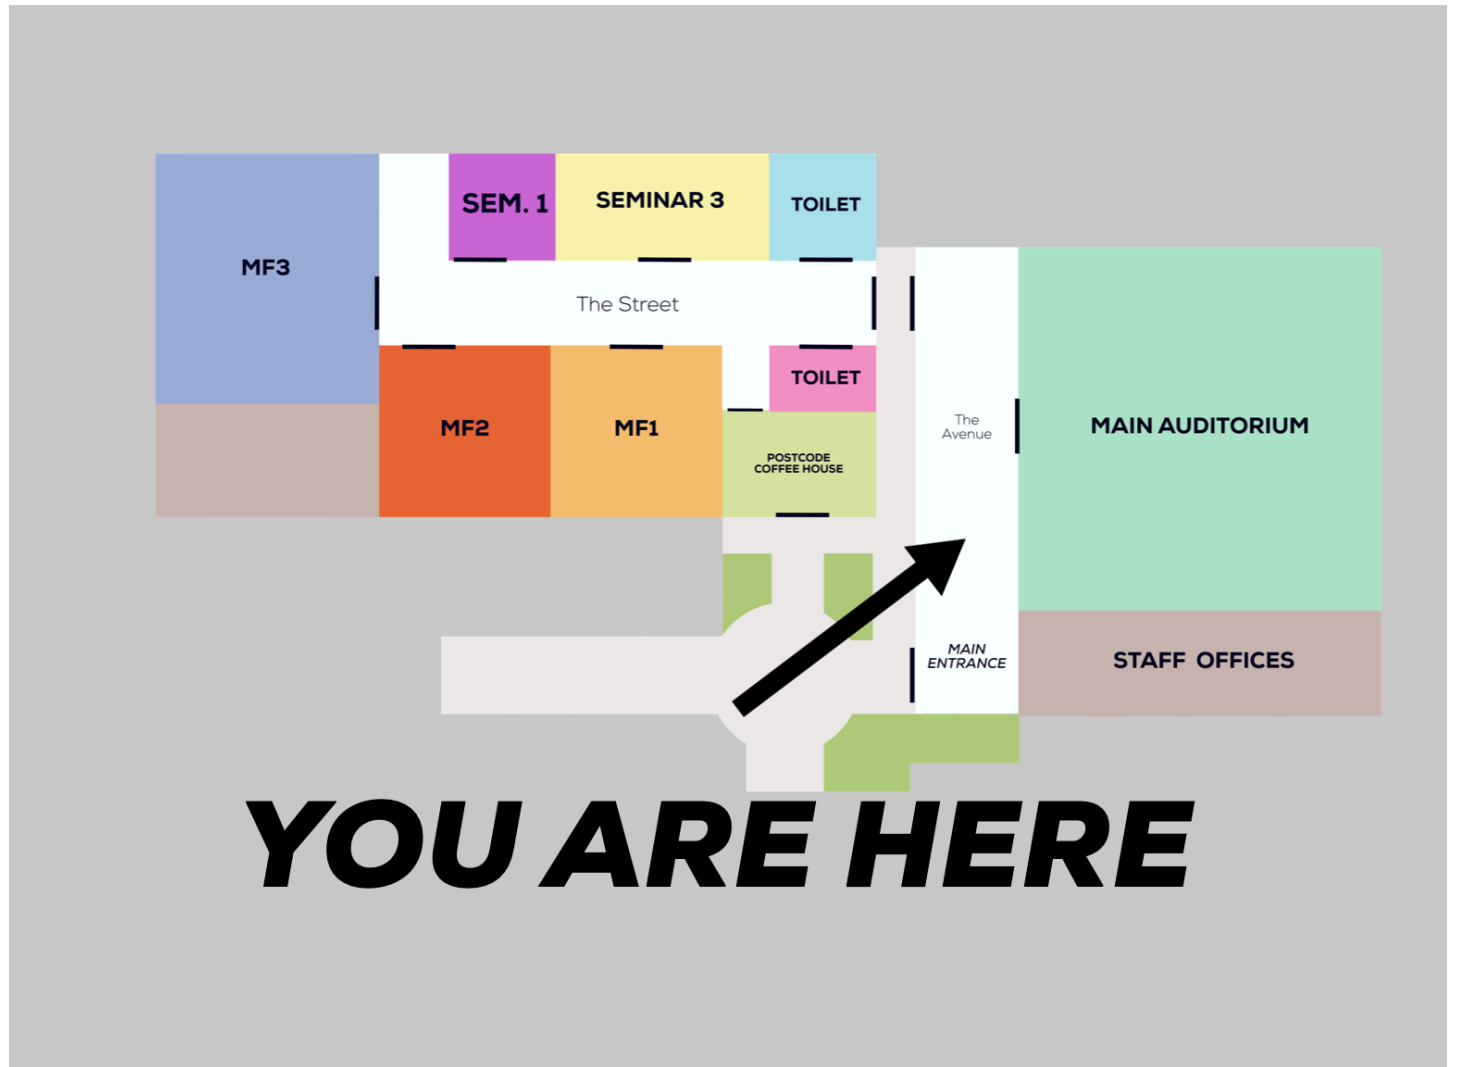 SEM. 1
SEMINAR 3
TOILET
MF3
The Street
TOILET
MF2
MF1
POSTCODE
COFFEE HOUSE
The
Avenue
MAIN AUDITORIUM
MAIN
ENTRANCE
STAFF OFFICES
YOU ARE HERE